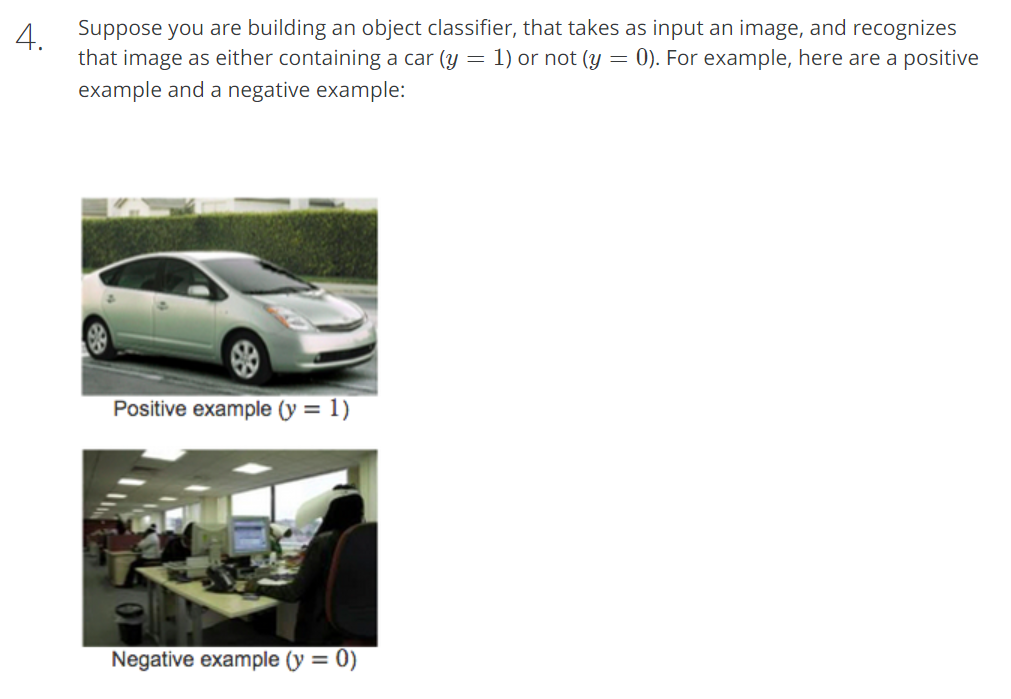 4.
Suppose you are building an object classifier, that takes as input an image, and recognizes
that image as either containing a car (y = 1) or not (y = 0). For example, here are a positive
example and a negative example:
Positive example (y = 1)
Negative example (y = 0)